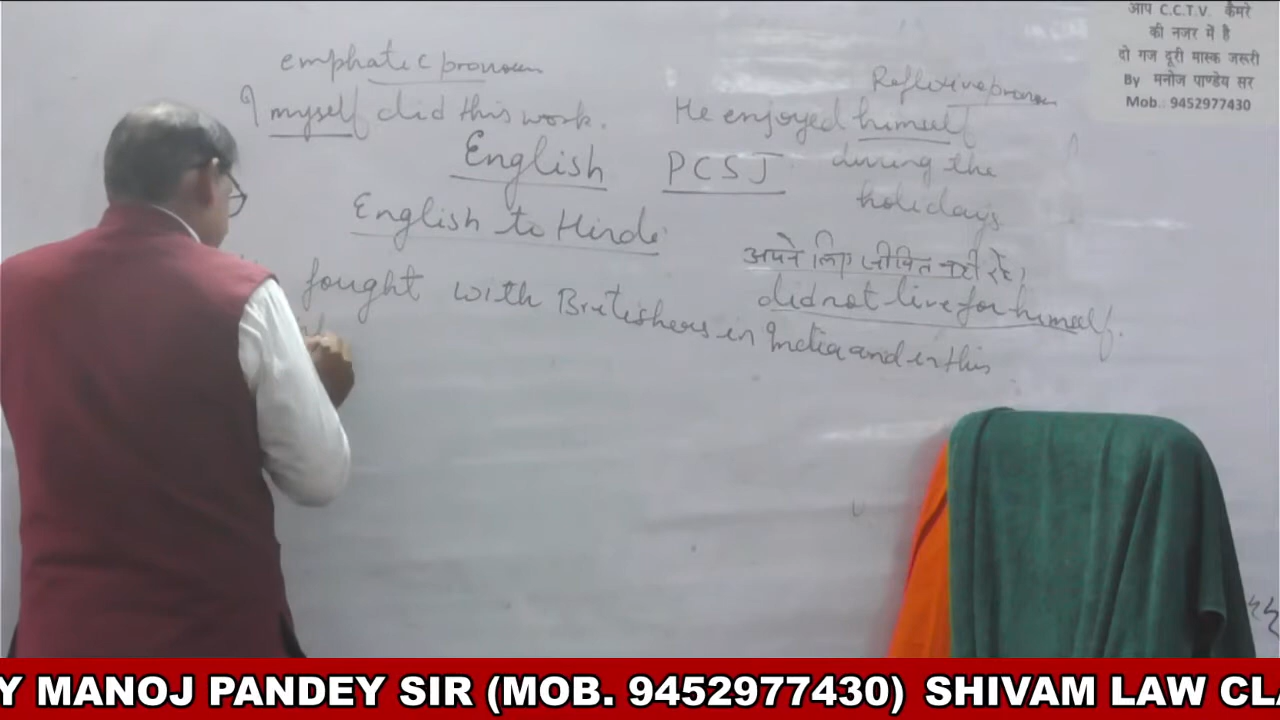 आप C.C.T.V. कैमरे
की नजर में है
दो गज दूरी मास्क जरूरी
By मनोज पाण्डेय सर
Mob.: 9452977430
emphatic pronoun
I myself did this work.
Reflexive pronoun
He enjoyed himself
during the
holidays
English PCSJ
English to Hindi
अपने लिए जीवित नहीं रहे।
did not live for himself.
fought with Britishers in India and in this
Y MANOJ PANDEY SIR (MOB. 9452977430) SHIVAM LAW CLA